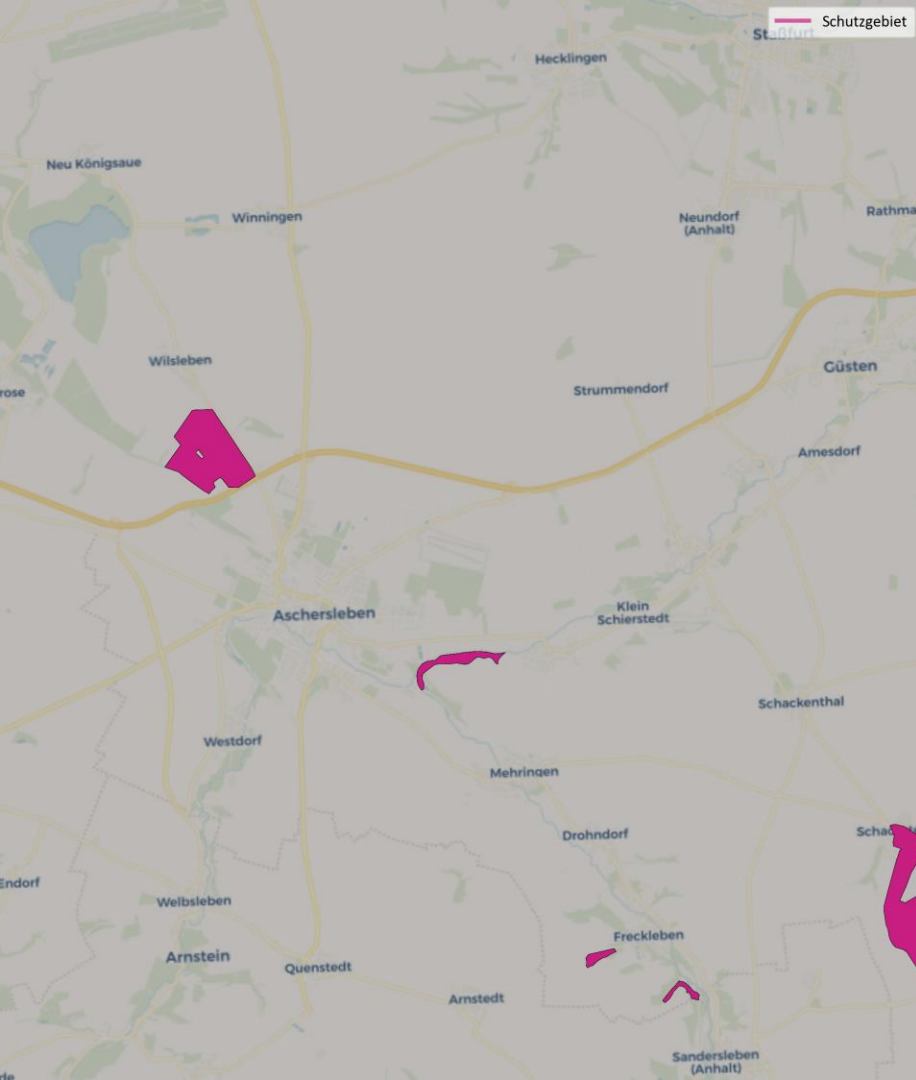 Schutzgebiet
Staßfurt
Hecklingen
Neu Königsaue
Winningen
Neundorf
(Anhalt)
Rathma
Wilsleben
Güsten
rose
Strummendorf
Amesdorf
Klein
Schierstedt
Aschersleben
Schackenthal
Westdorf
Mehringen
Drohndorf
Endorf
Welbsleben
Freckleben
Arnstein
Quenstedt
Arnstedt
Sandersleben
(Anhalt)